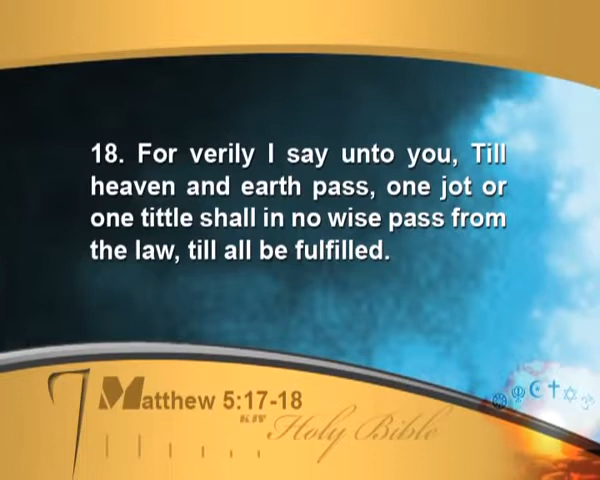 18. For verily I say unto you, Till
heaven and earth pass, one jot or
one tittle shall in no wise pass from
the law, till all be fulfilled.
Matthew 5:17-18
KJV
Holy Bible